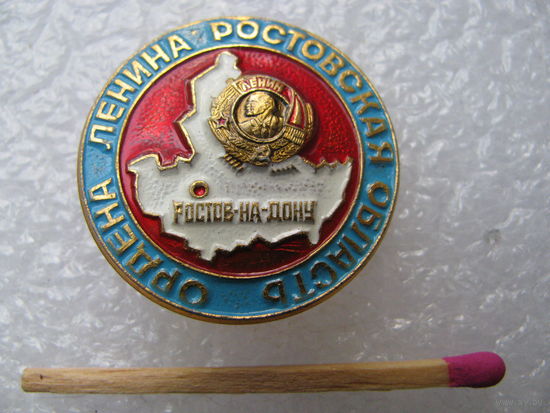 ОРДЕНА ЛЕНИНА РОСТОВСКАЯ ОБЛАСТЬ
ЛЕНИН
РОСТОВ-НА-ДОНУ